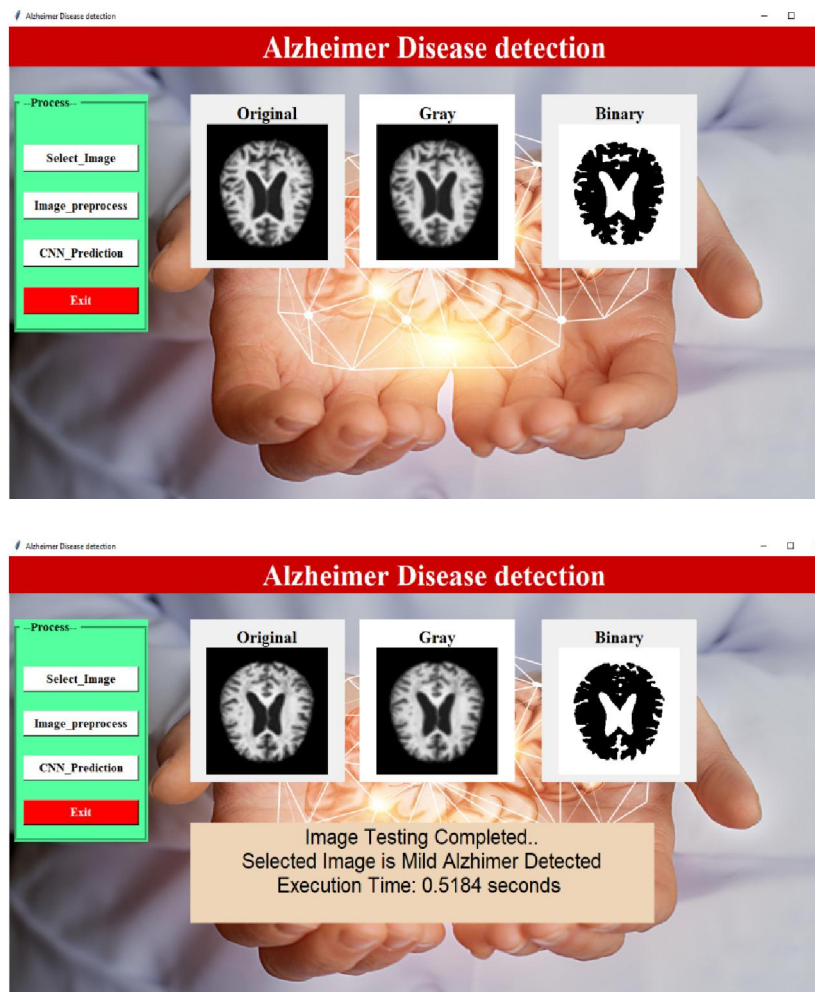 Alzheimer Disease detection
Alzheimer Disease detection
--Process--
Select_Image
Image_preprocess
CNN_Prediction
Exit
Original
Gray
Binary
Alzheimer Disease detection
Alzheimer Disease detection
--Process--
Select_Image
Image_preprocess
CNN_Prediction
Exit
Original
Gray
Binary
Image Testing Completed..
Selected Image is Mild Alzhimer Detected
Execution Time: 0.5184 seconds